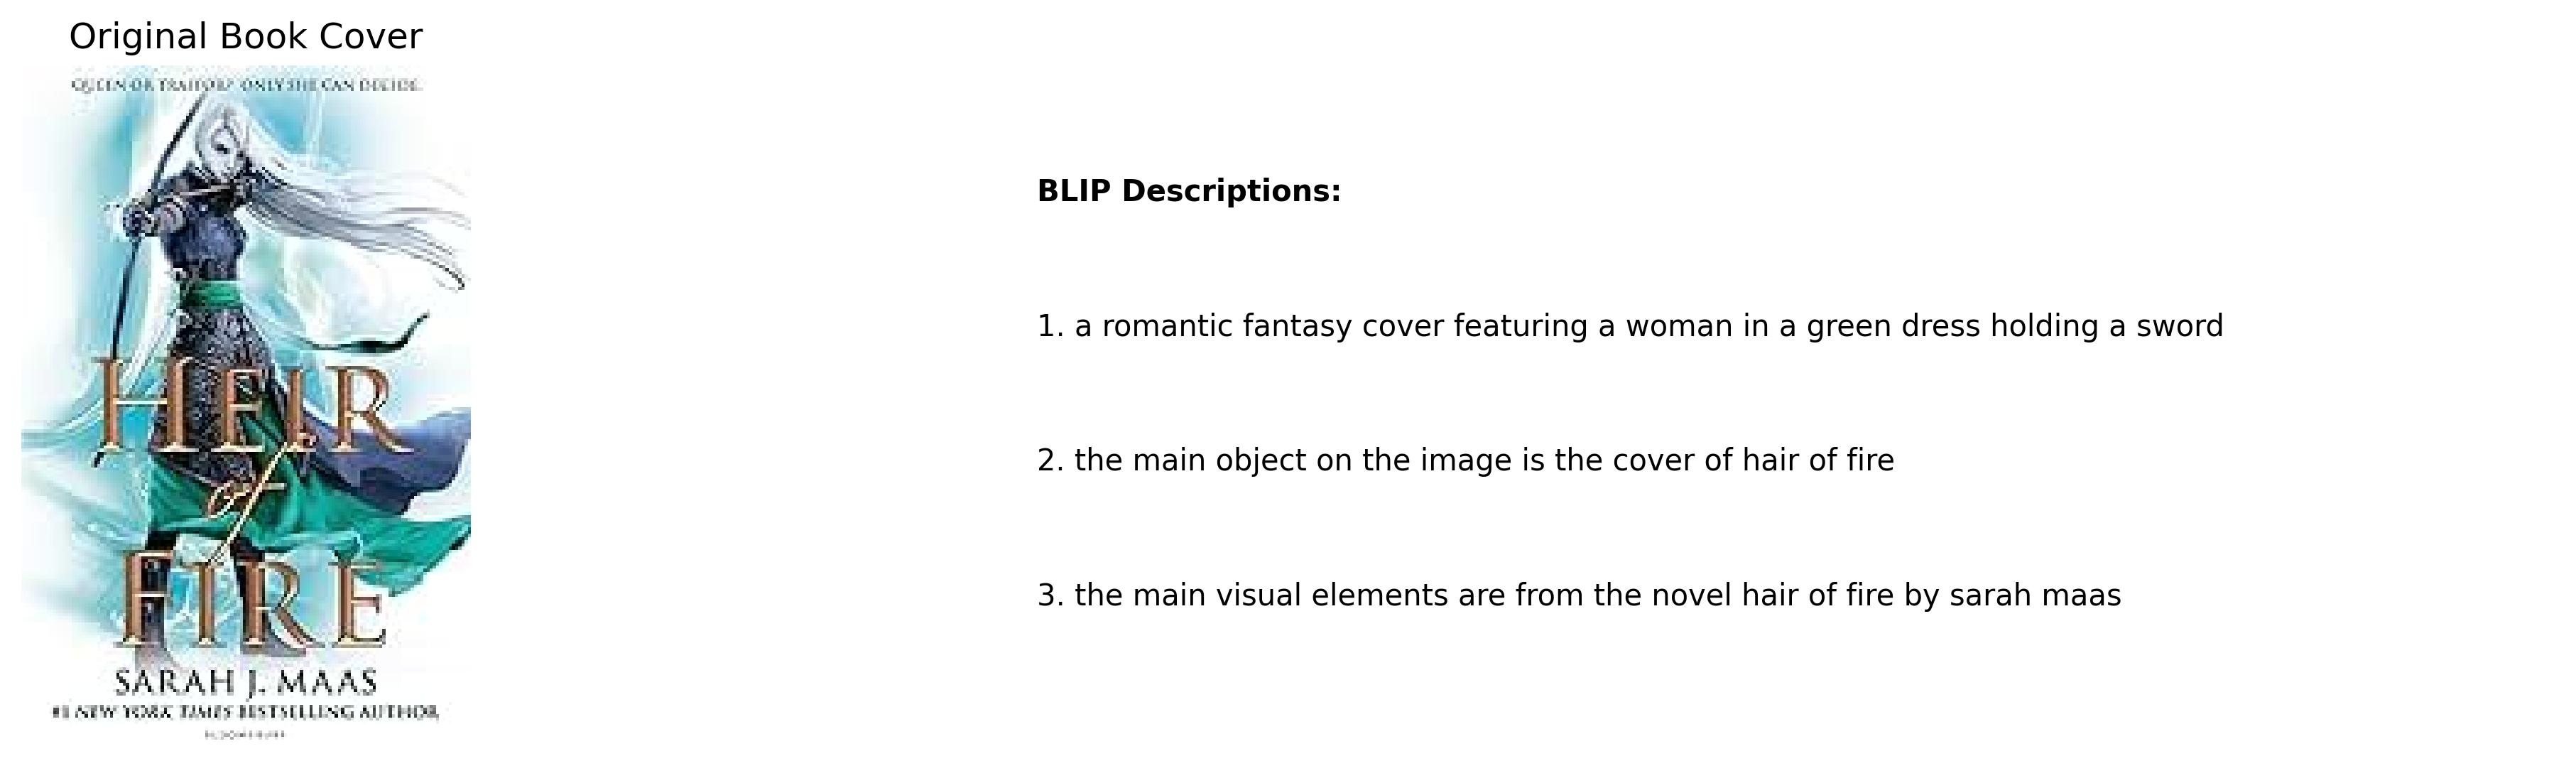 Original Book Cover
QUEEN OR TRAITOR? ONLY SHE CAN DECIDE.
HEIR
of
FIRE
SARAH J. MAAS
#1 NEW YORK TIMES BESTSELLING AUTHOR
BLOOMSBURY
BLIP Descriptions:
1. a romantic fantasy cover featuring a woman in a green dress holding a sword
2. the main object on the image is the cover of hair of fire
3. the main visual elements are from the novel hair of fire by sarah maas